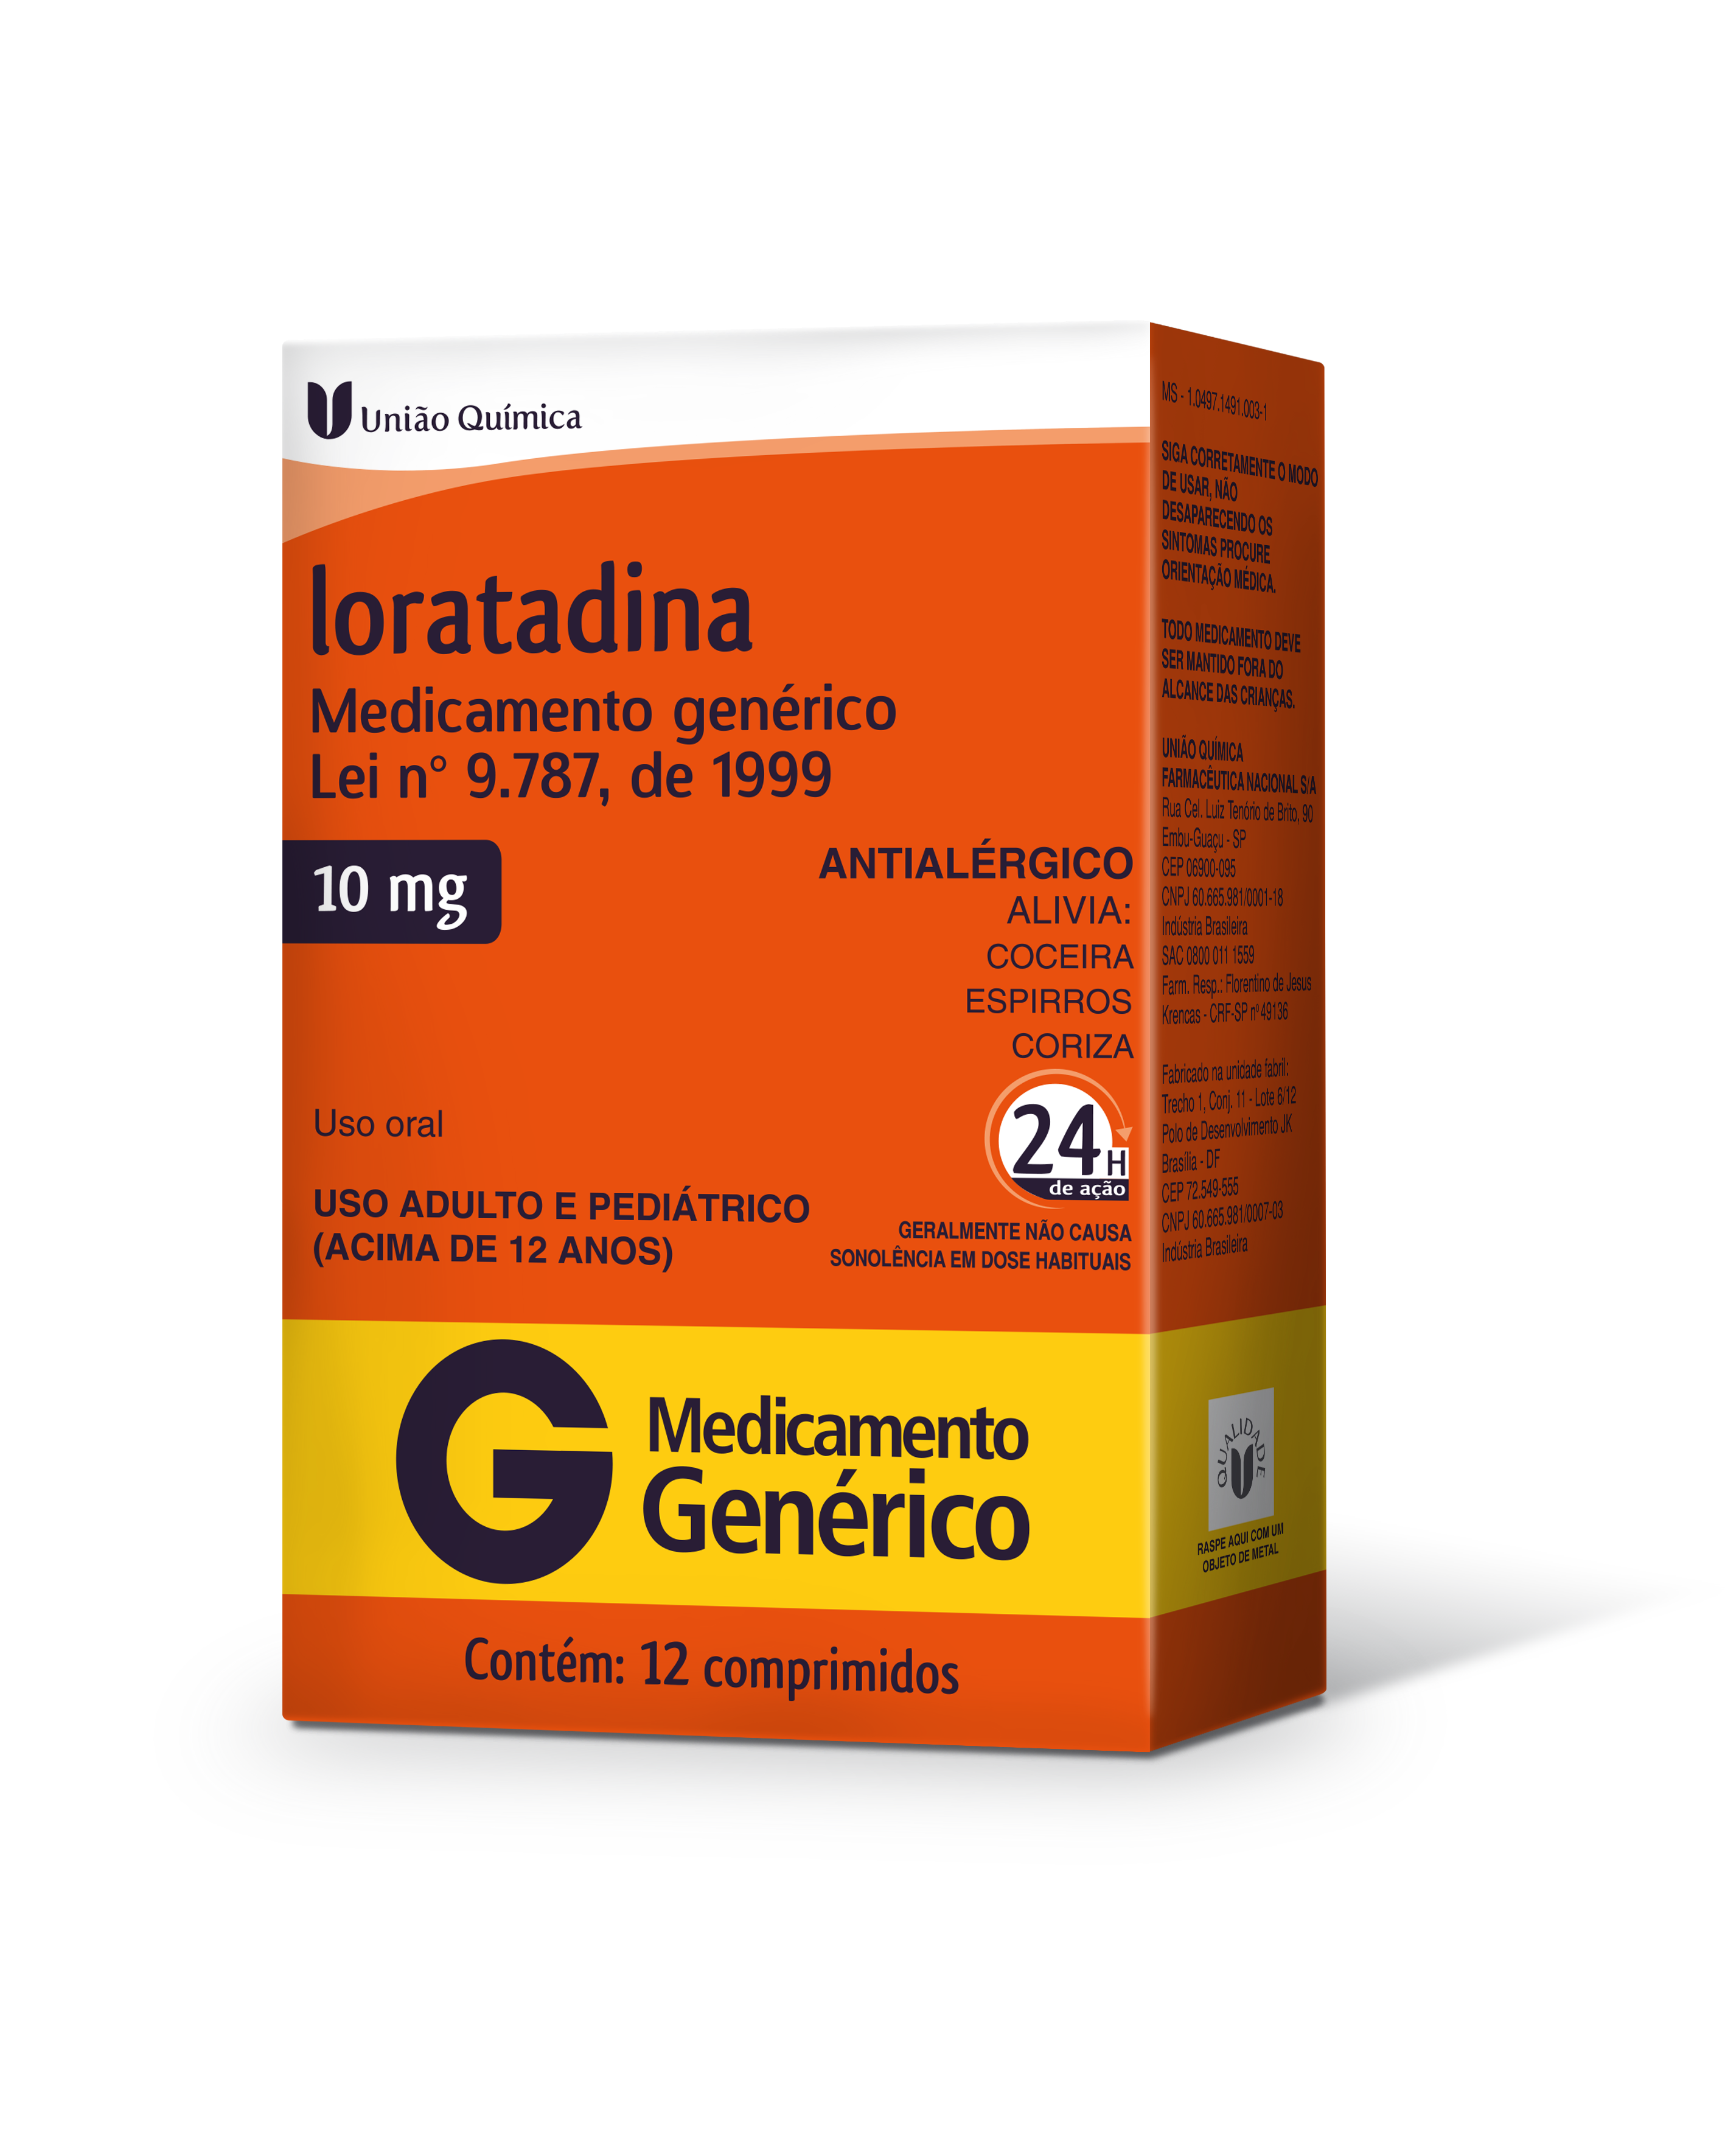 União Química
loratadina
Medicamento genérico
Lei n° 9.787, de 1999
10 mg
ANTIALÉRGICO
ALIVIA:
COCEIRA
ESPIRROS
CORIZA
24H
de ação
Uso oral
USO ADULTO E PEDIÁTRICO
(ACIMA DE 12 ANOS)
GERALMENTE NÃO CAUSA
SONOLÊNCIA EM DOSE HABITUAIS
G Medicamento
Genérico
Contém: 12 comprimidos
MS - 1.0497.1491.003-1
SIGA CORRETAMENTE O MODO
DE USAR, NÃO
DESAPARECENDO OS
SINTOMAS PROCURE
ORIENTAÇÃO MÉDICA.
TODO MEDICAMENTO DEVE
SER MANTIDO FORA DO
ALCANCE DAS CRIANÇAS.
UNIÃO QUÍMICA
FARMACÊUTICA NACIONAL S/A
Rua Cel. Luiz Tenório de Brito, 90
Embu-Guaçu - SP
CEP 06900-095
CNPJ 60.665.981/0001-18
Indústria Brasileira
SAC 0800 011 1559
Farm. Resp.: Florentino de Jesus
Krencas - CRF-SP nº 49136
Fabricado na unidade fabril:
Trecho 1, Conj. 11 - Lote 6/12
Polo de Desenvolvimento JK
Brasília - DF
CEP 72.549-555
CNPJ 60.665.981/0007-03
Indústria Brasileira
QUALIDADE
RASPE AQUI COM UM
OBJETO DE METAL